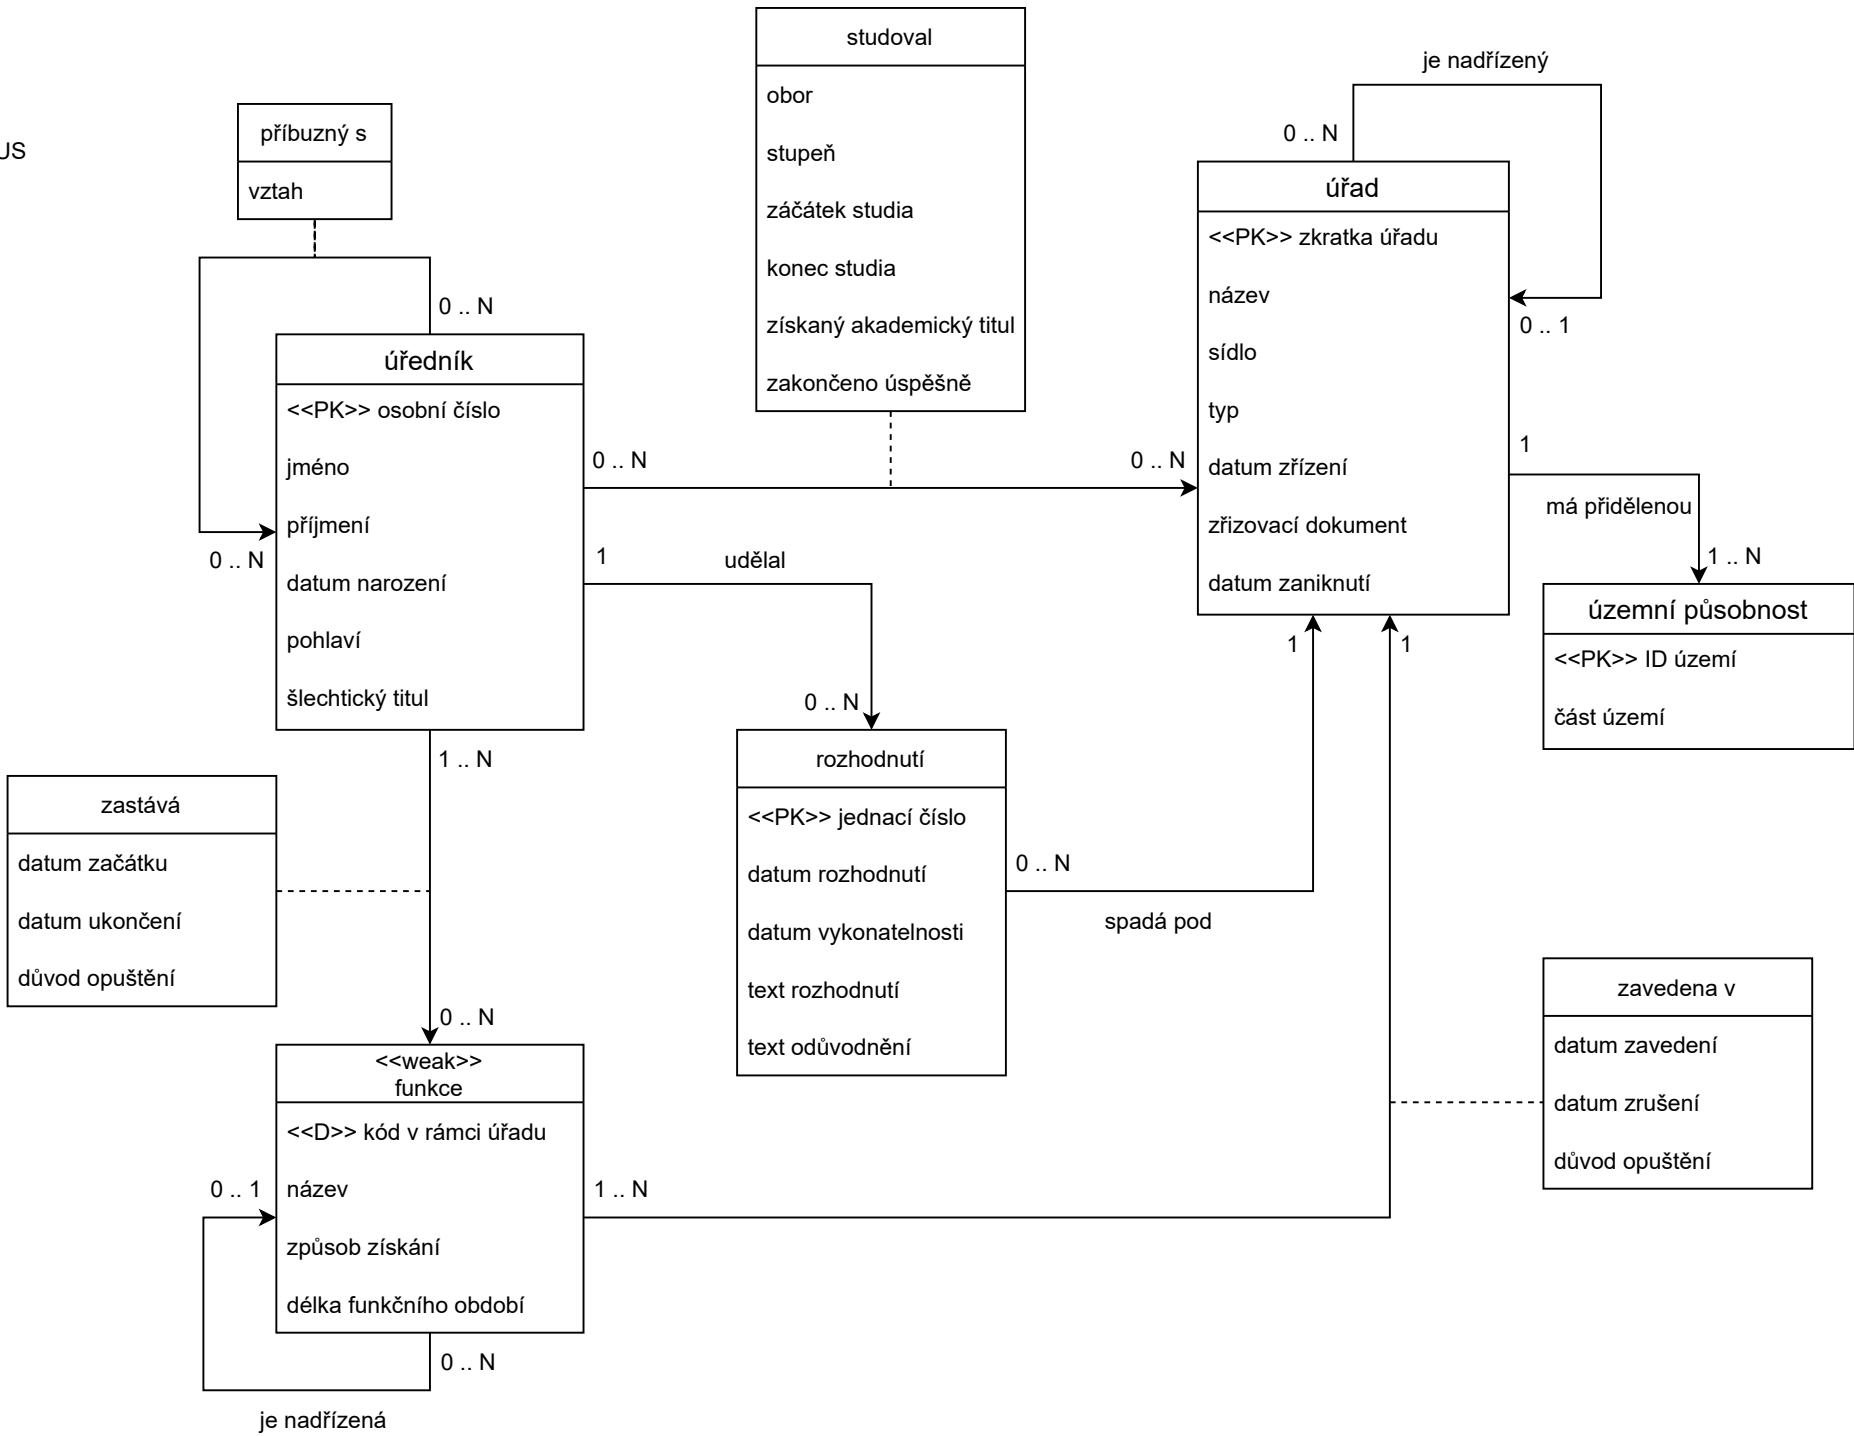 US
příbuzný s
vztah
0 .. N
0 .. N
úředník
<<PK>> osobní číslo
jméno
příjmení
datum narození
pohlaví
šlechtický titul
studoval
obor
stupeň
záčátek studia
konec studia
získaný akademický titul
zakončeno úspěšně
0 .. N
0 .. N
je nadřízený
0 .. N
0 .. 1
úřad
<<PK>> zkratka úřadu
název
sídlo
typ
datum zřízení
zřizovací dokument
datum zaniknutí
1
má přidělenou
1 .. N
územní působnost
<<PK>> ID území
část území
1
udělal
0 .. N
rozhodnutí
<<PK>> jednací číslo
datum rozhodnutí
datum vykonatelnosti
text rozhodnutí
text odůvodnění
0 .. N
spadá pod
1
1
1 .. N
zastává
datum začátku
datum ukončení
důvod opuštění
0 .. N
<<weak>>
funkce
<<D>> kód v rámci úřadu
název
způsob získání
délka funkčního období
0 .. 1
0 .. N
je nadřízená
1 .. N
zavedena v
datum zavedení
datum zrušení
důvod opuštění